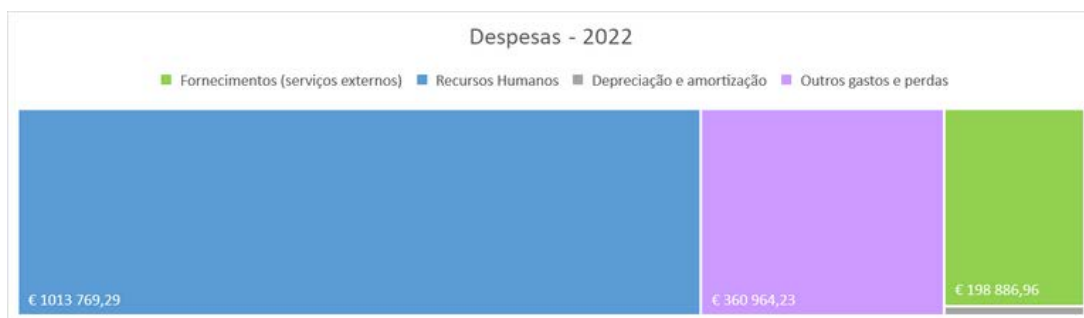 Despesas - 2022
Fornecimentos (serviços externos) Recursos Humanos Depreciação e amortização Outros gastos e perdas
€ 1013 769,29
€ 360 964,23
€ 198 886,96